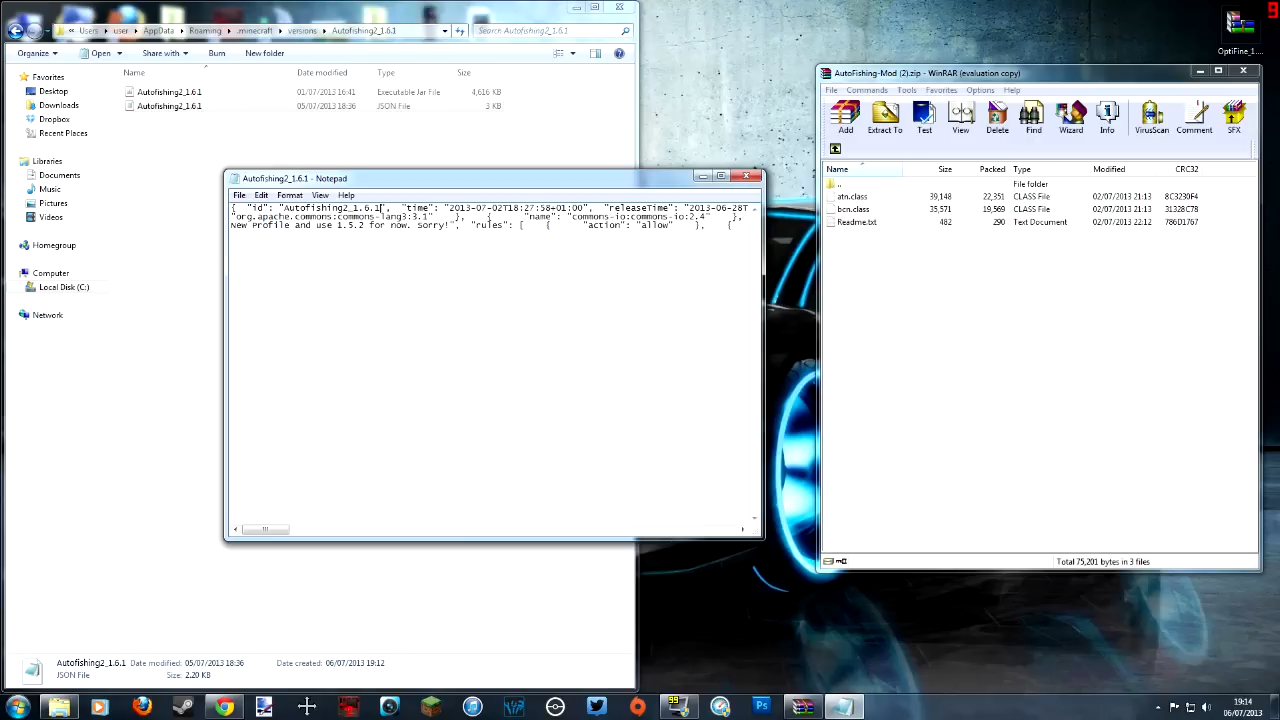 99
Users
user
AppData
Roaming
.minecraft
versions
Autofishing2_1.6.1
Search Autofishing2_1.6.1
Organize
Open
Share with
Burn
New folder
Favorites
Desktop
Downloads
Dropbox
Recent Places
Libraries
Documents
Music
Pictures
Videos
Homegroup
Computer
Local Disk (C:)
Network
Name Date modified Type Size
Autofishing2_1.6.1 02/07/2013 16:41 Executable Jar File 4,616 KB
Autofishing2_1.6.1 05/07/2013 18:36 JSON File 3 KB
Autofishing2_1.6.1 - Notepad
File Edit Format View Help
{ "id": "Autofishing2_1.6.1", "time": "2013-07-02T18:27:58+01:00", "releaseTime": "2013-06-28T
"org.apache.commons:commons-lang3:3.1" }, { "name": "commons-io:commons-io:2.4" },
New Profile and use 1.5.2 for now. Sorry!", "rules": [ { "action": "allow" }, {
OptiFine_1...
AutoFishing-Mod (2).zip - WinRAR (evaluation copy)
File Commands Tools Favorites Options Help
Add Extract To Test View Delete Find Wizard Info VirusScan Comment SFX
Name Size Packed Type Modified CRC32
.. File folder
atn.class 39,148 22,351 CLASS File 02/07/2013 21:13 8C3230F4
bcn.class 35,571 19,569 CLASS File 02/07/2013 21:13 31328C78
Readme.txt 482 290 Text Document 02/07/2013 22:12 786D1767
Total 75,201 bytes in 3 files
Autofishing2_1.6.1 Date modified: 05/07/2013 18:36 Date created: 06/07/2013 19:12
JSON File Size: 2.20 KB
99
Ps
19:14
06/07/2013